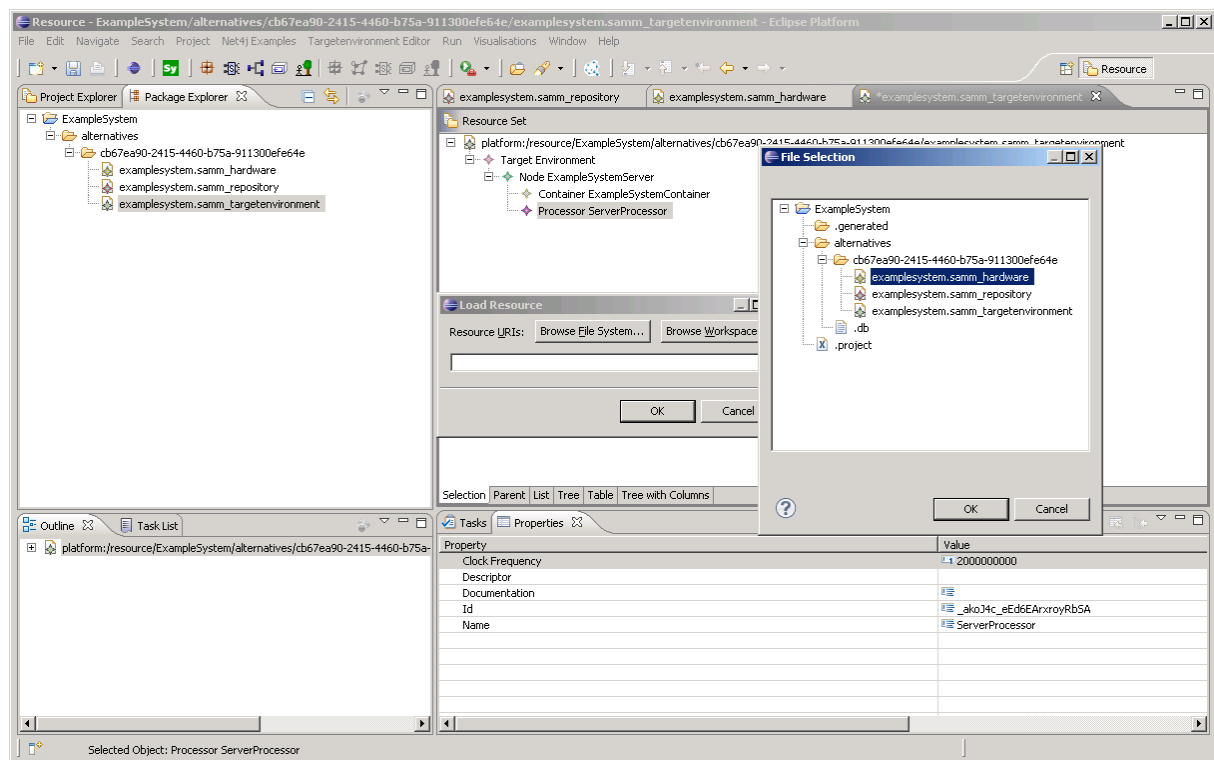 Resource - ExampleSystem/alternatives/cb67ea90-2415-4460-b75a-911300efe64e/examplesystem.samm_targetenvironment - Eclipse Platform
File Edit Navigate Search Project Net4j Examples Targetenvironment Editor Run Visualisations Window Help
Sy
Resource
Project Explorer Package Explorer
ExampleSystem
alternatives
cb67ea90-2415-4460-b75a-911300efe64e
examplesystem.samm_hardware
examplesystem.samm_repository
examplesystem.samm_targetenvironment
examplesystem.samm_repository examplesystem.samm_hardware *examplesystem.samm_targetenvironment
Resource Set
platform:/resource/ExampleSystem/alternatives/cb67ea90-2415-4460-b75a-911300efe64e/examplesystem.samm_targetenvironment
Target Environment
Node ExampleSystemServer
Container ExampleSystemContainer
Processor ServerProcessor
Load Resource
Resource URIs: Browse File System... Browse Workspace
OK Cancel
File Selection
ExampleSystem
.generated
alternatives
cb67ea90-2415-4460-b75a-911300efe64e
examplesystem.samm_hardware
examplesystem.samm_repository
examplesystem.samm_targetenvironment
.db
.project
OK Cancel
Selection Parent List Tree Table Tree with Columns
Outline Task List
platform:/resource/ExampleSystem/alternatives/cb67ea90-2415-4460-b75a-
Tasks Properties
Property Value
Clock Frequency 2000000000
Descriptor
Documentation
Id _akoJ4c_eEd6EArxroyRbSA
Name ServerProcessor
Selected Object: Processor ServerProcessor